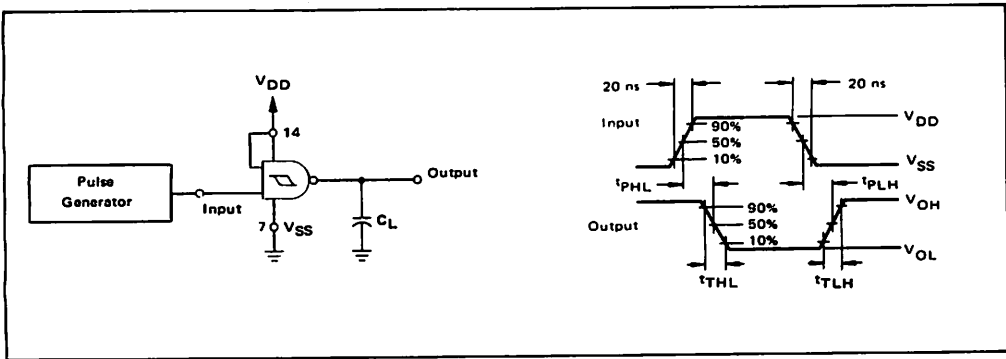 VDD
14
Pulse
Generator
Input
7
VSS
CL
Output
20 ns
20 ns
Input
90%
50%
10%
VDD
VSS
tPHL
tPLH
Output
90%
50%
10%
VOH
VOL
tTHL
tTLH